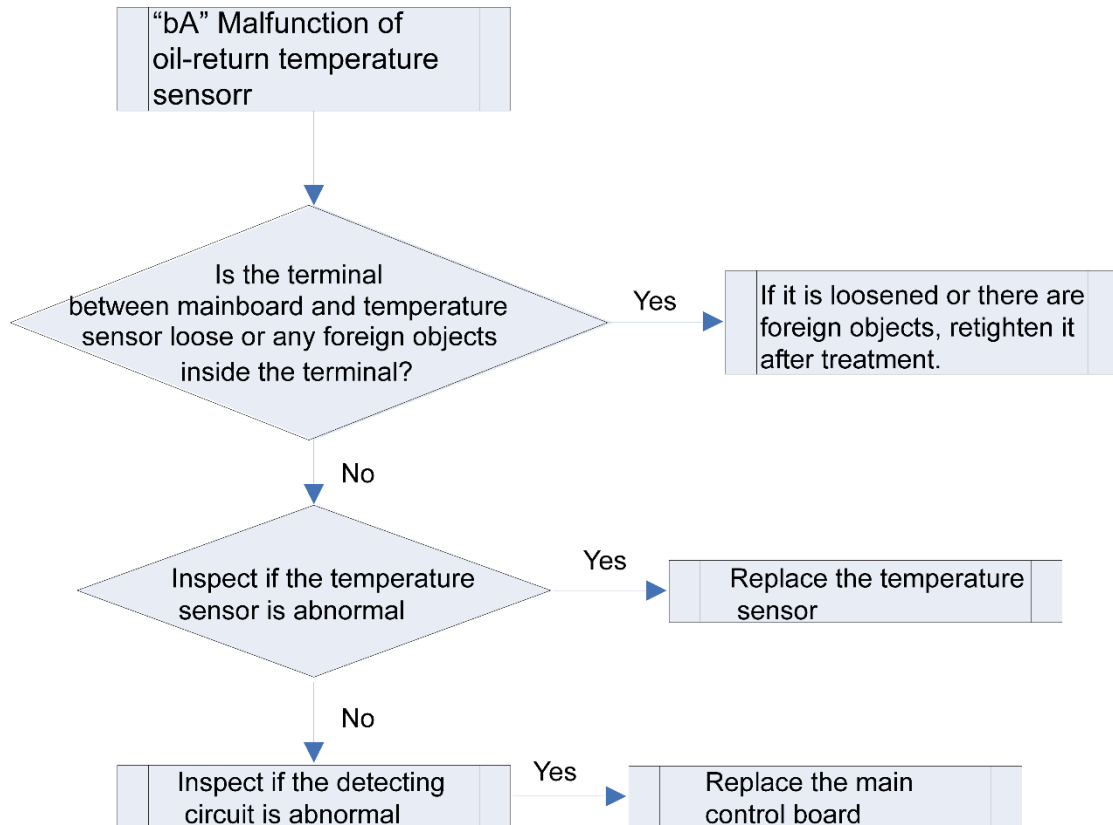 “bA” Malfunction of
oil-return temperature
sensorr
Is the terminal
between mainboard and temperature
sensor loose or any foreign objects
inside the terminal?
Yes
If it is loosened or there are
foreign objects, retighten it
after treatment.
No
Inspect if the temperature
sensor is abnormal
Yes
Replace the temperature
sensor
No
Inspect if the detecting
circuit is abnormal
Yes
Replace the main
control board